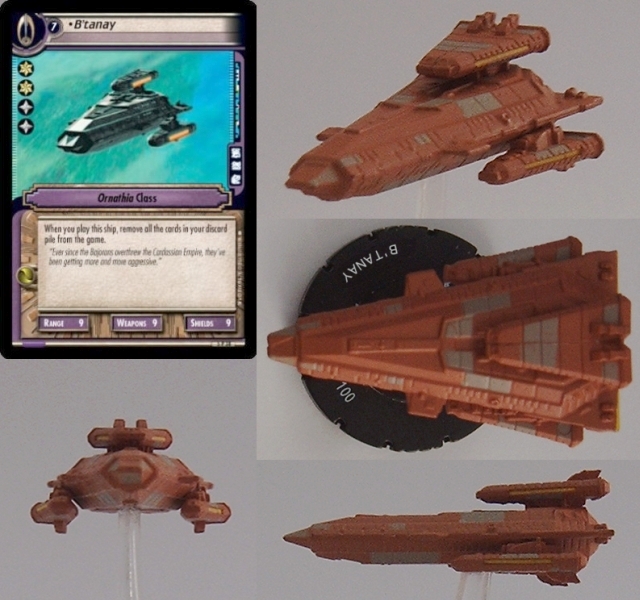 7 •B'tanay
Ornathia Class
When you play this ship, remove all the cards in your discard
pile from the game.
"Ever since the Bajorans overthrew the Cardassian Empire, they've
been getting more and more aggressive."
RANGE 9 WEAPONS 9 SHIELDS 9
B'TANAY
100